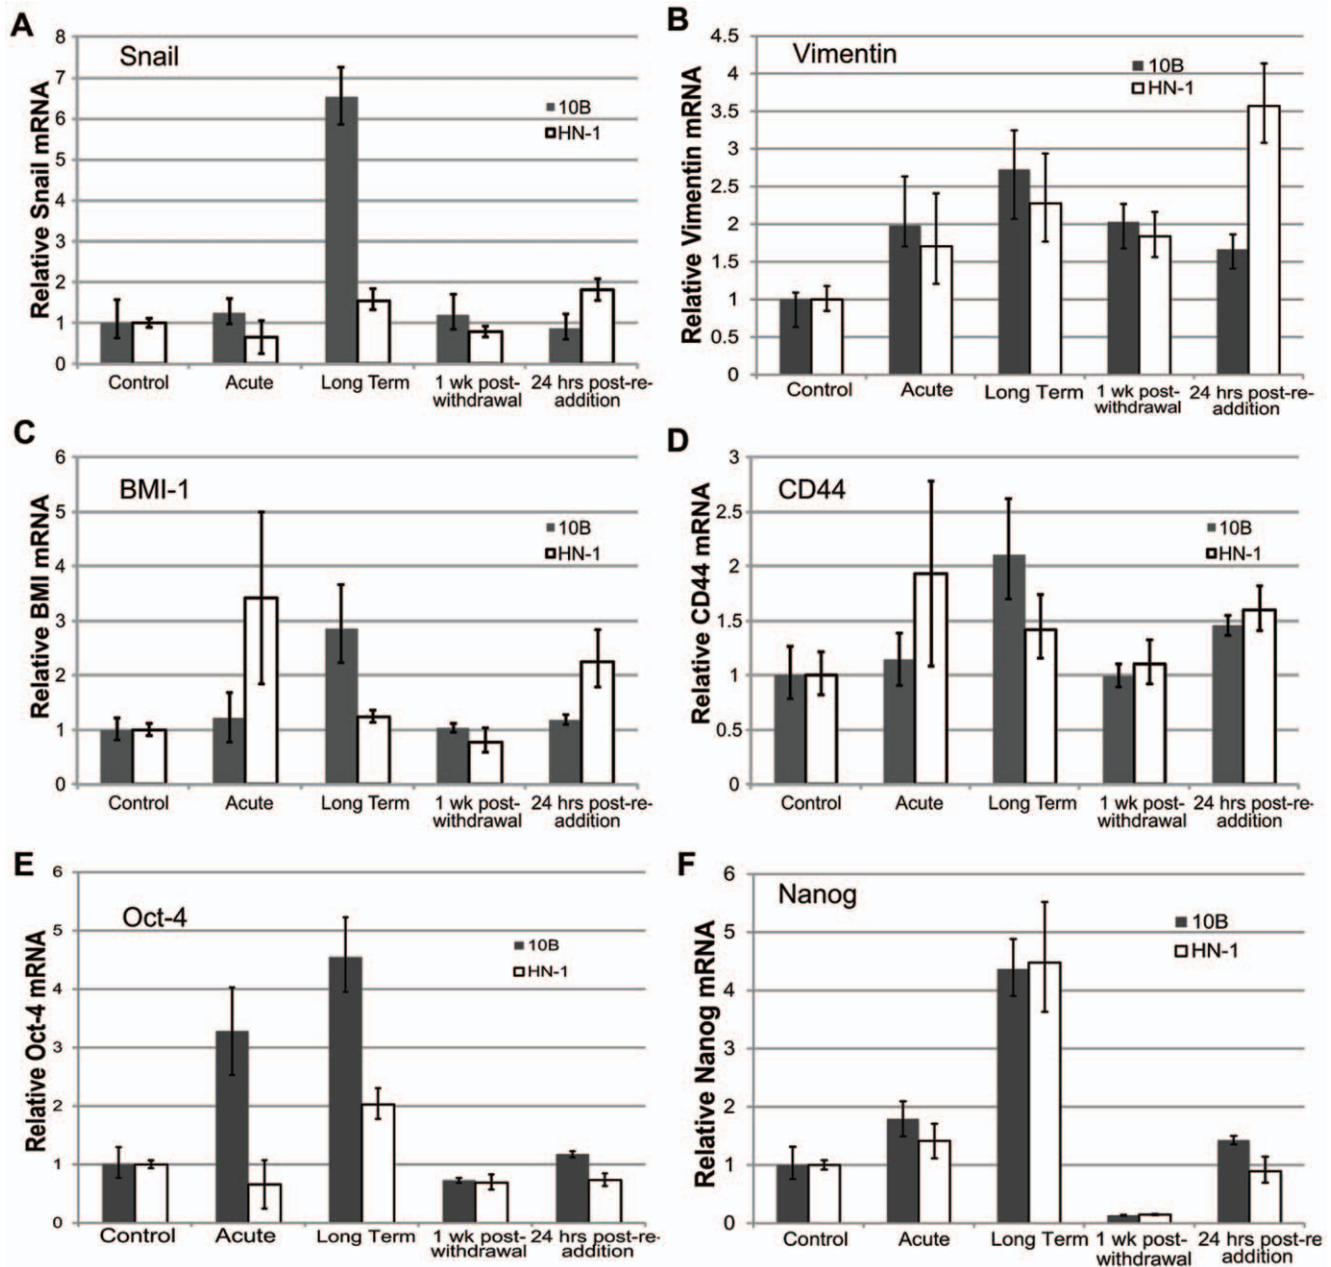 A
Snail
Relative Snail mRNA
8
7
6
5
4
3
2
1
0
10B
HN-1
Control
Acute
Long Term
1 wk post-
withdrawal
24 hrs post-re-
addition
B
Vimentin
Relative Vimentin mRNA
4.5
4
3.5
3
2.5
2
1.5
1
0.5
0
10B
HN-1
Control
Acute
Long Term
1 wk post-
withdrawal
24 hrs post-re-
addition
C
BMI-1
Relative BMI mRNA
6
5
4
3
2
1
0
10B
HN-1
Control
Acute
Long Term
1 wk post-
withdrawal
24 hrs post-re-
addition
D
CD44
Relative CD44 mRNA
3
2.5
2
1.5
1
0.5
0
10B
HN-1
Control
Acute
Long Term
1 wk post-
withdrawal
24 hrs post-re-
addition
E
Oct-4
Relative Oct-4 mRNA
6
5
4
3
2
1
0
10B
HN-1
Control
Acute
Long Term
1 wk post-
withdrawal
24 hrs post-re-
addition
F
Nanog
Relative Nanog mRNA
6
5
4
3
2
1
0
10B
HN-1
Control
Acute
Long Term
1 wk post-
withdrawal
24 hrs post-re
addition